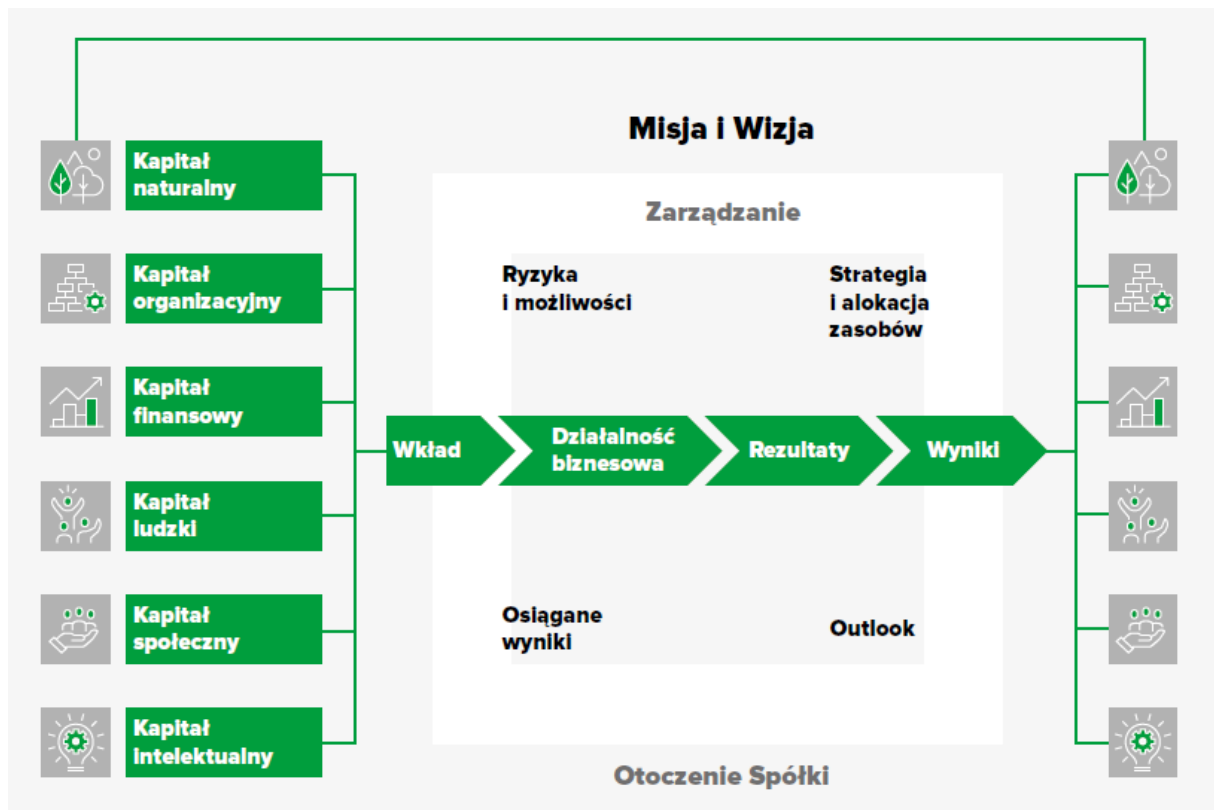 Misja i Wizja
Kapitał
naturalny
Kapitał
organizacyjny
Kapitał
finansowy
Kapitał
ludzki
Kapitał
społeczny
Kapitał
intelektualny
Zarządzanie
Ryzyka
i możliwości
Strategia
i alokacja
zasobów
Wkład
Działalność
biznesowa
Rezultaty
Wyniki
Osiągane
wyniki
Outlook
Otoczenie Spółki